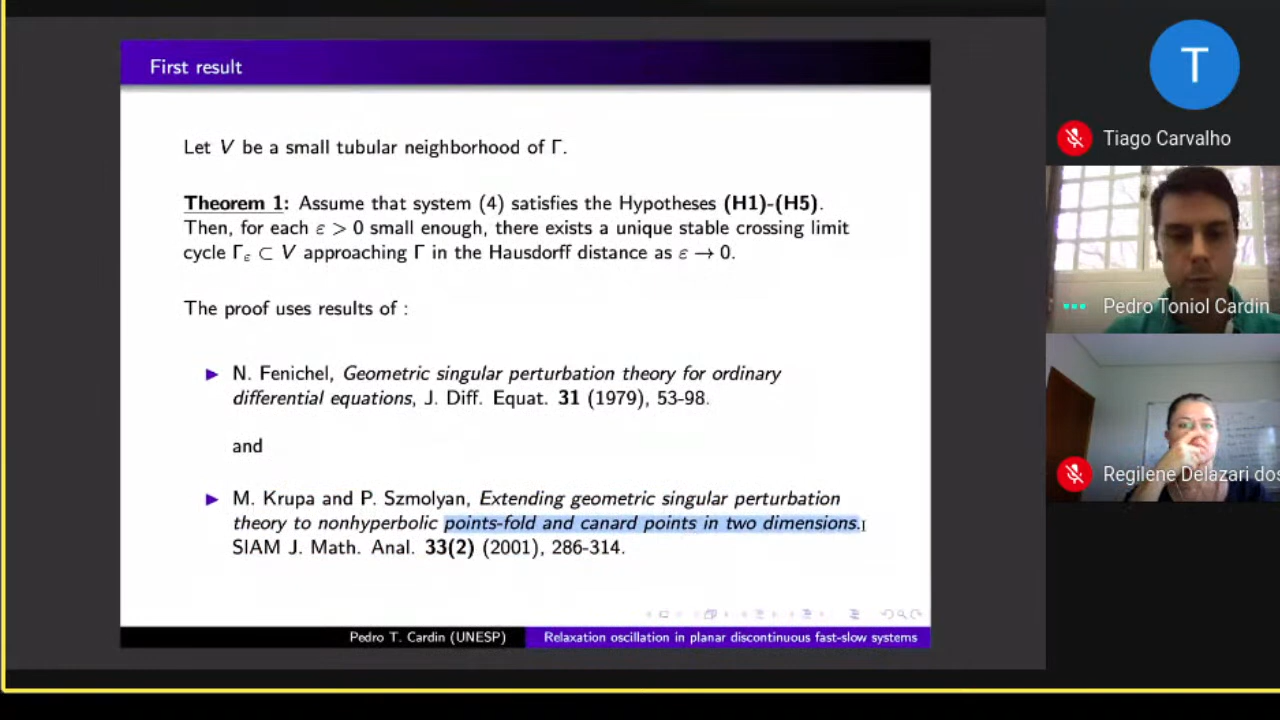 First result
Let V be a small tubular neighborhood of Γ.
Theorem 1: Assume that system (4) satisfies the Hypotheses (H1)-(H5).
Then, for each ε > 0 small enough, there exists a unique stable crossing limit
cycle Γε ⊂ V approaching Γ in the Hausdorff distance as ε → 0.
The proof uses results of :
N. Fenichel, Geometric singular perturbation theory for ordinary
differential equations, J. Diff. Equat. 31 (1979), 53-98.
and
M. Krupa and P. Szmolyan, Extending geometric singular perturbation
theory to nonhyperbolic points-fold and canard points in two dimensions.
SIAM J. Math. Anal. 33(2) (2001), 286-314.
Pedro T. Cardin (UNESP)
Relaxation oscillation in planar discontinuous fast-slow systems
T
Tiago Carvalho
Pedro Toniol Cardin
Regilene Delazari dos